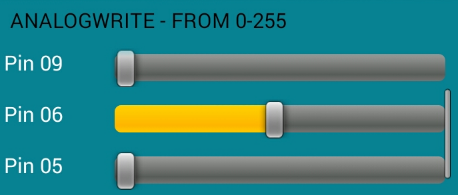 ANALOGWRITE - FROM 0-255
Pin 09
Pin 06
Pin 05